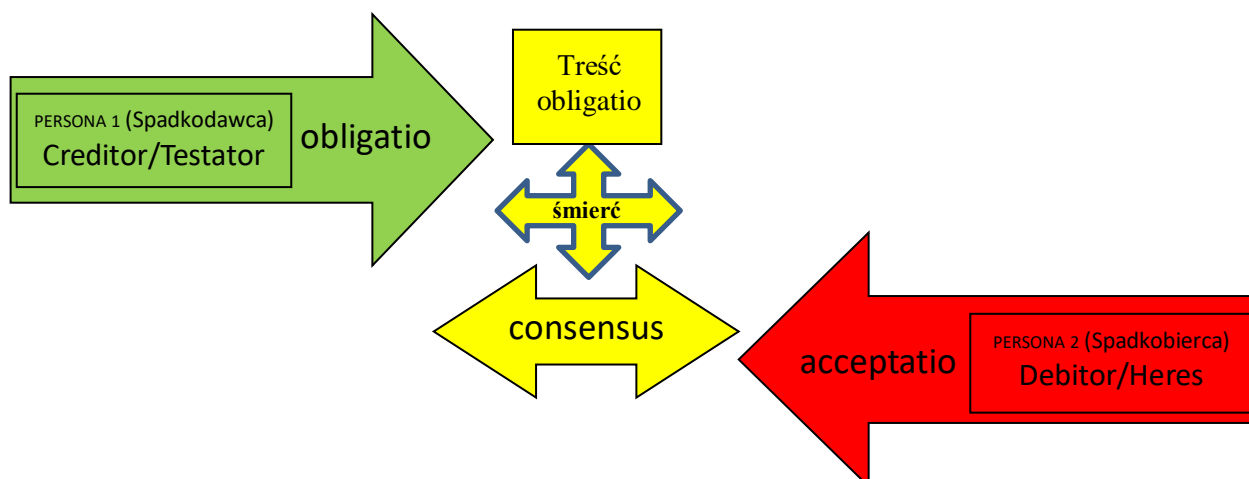 PERSONA 1 (Spadkodawca)
Creditor/Testator
obligatio
Treść
obligatio
śmierć
consensus
acceptatio
PERSONA 2 (Spadkobierca)
Debitor/Heres